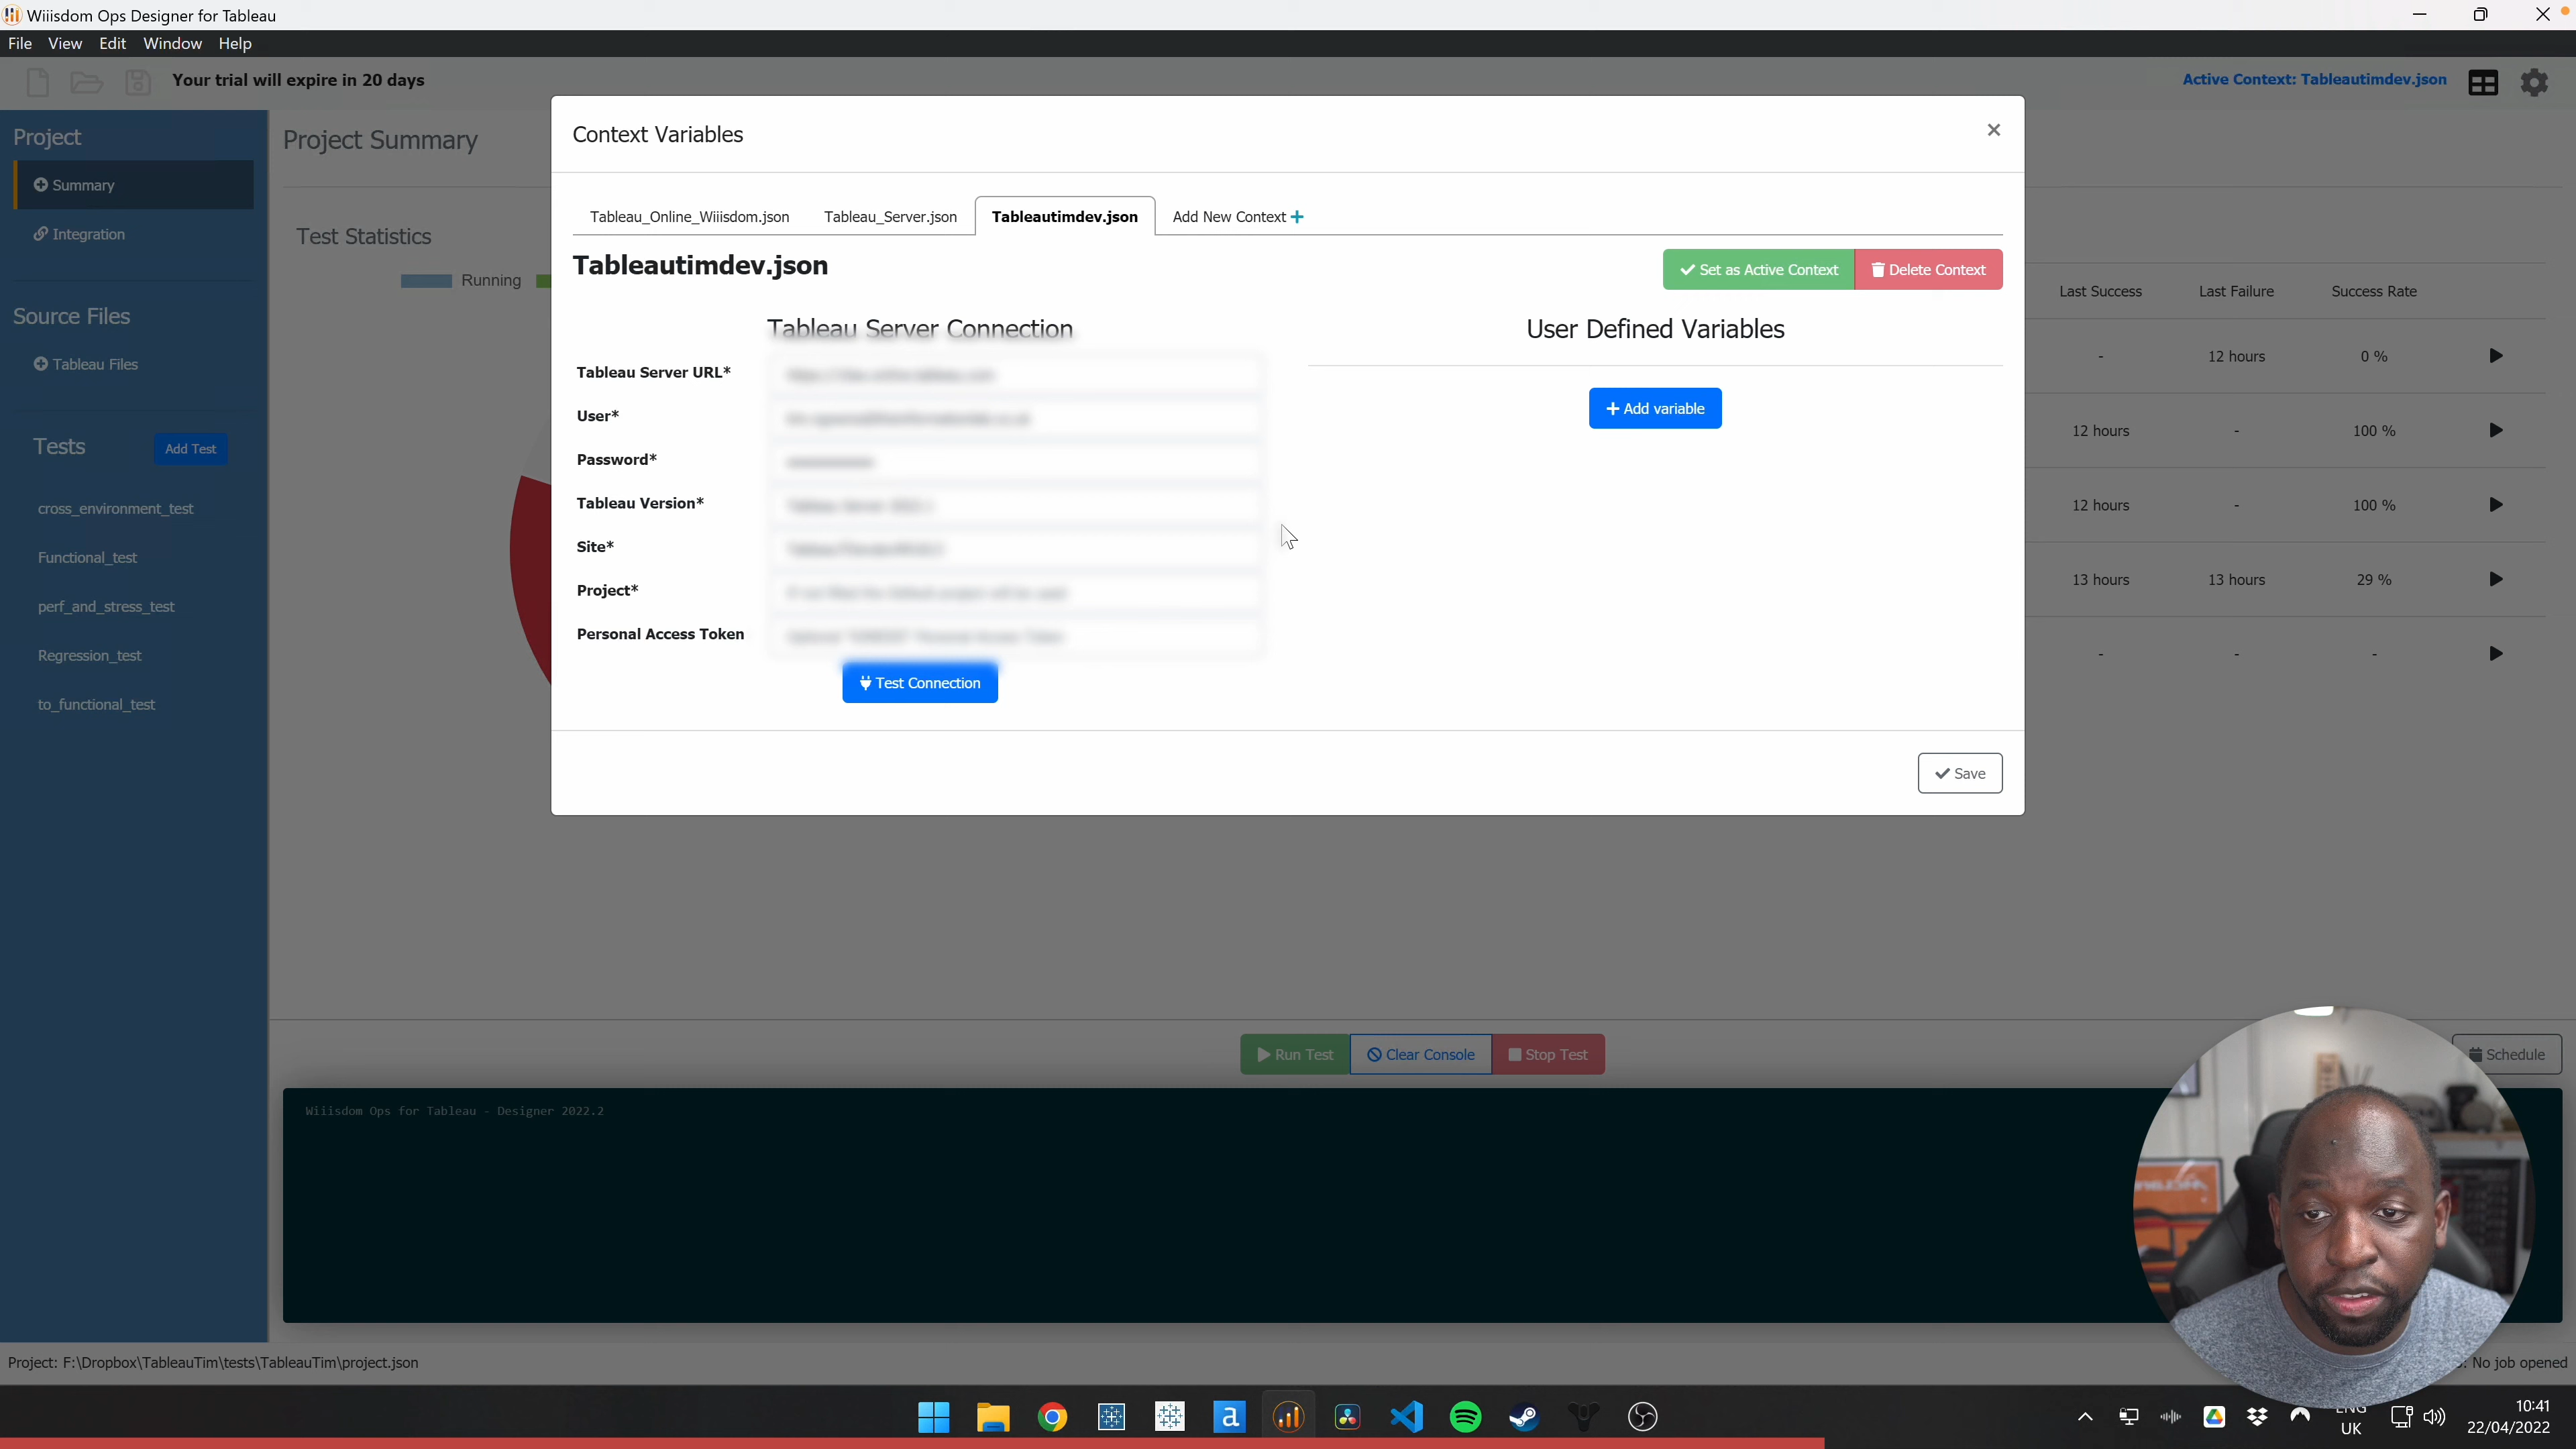 Wiiisdom Ops Designer for Tableau
File View Edit Window Help
Your trial will expire in 20 days
Active Context: Tableautimdev.json
Project
Summary
Integration
Source Files
Tableau Files
Tests
Add Test
cross_environment_test
Functional_test
perf_and_stress_test
Regression_test
to_functional_test
Project Summary
Test Statistics
Running
Context Variables
×
Tableau_Online_Wiiisdom.json Tableau_Server.json Tableautimdev.json Add New Context +
Tableautimdev.json
Set as Active Context Delete Context
Tableau Server Connection
Tableau Server URL*
User*
Password*
Tableau Version*
Site*
Project*
Personal Access Token
Test Connection
User Defined Variables
+ Add variable
Save
Last Success Last Failure Success Rate
- 12 hours 0 %
12 hours - 100 %
12 hours - 100 %
13 hours 13 hours 29 %
- - -
Run Test Clear Console Stop Test
Schedule
Wiiisdom Ops for Tableau - Designer 2022.2
Project: F:\Dropbox\TableauTim\tests\TableauTim\project.json
No job opened
ENG
UK
10:41
22/04/2022